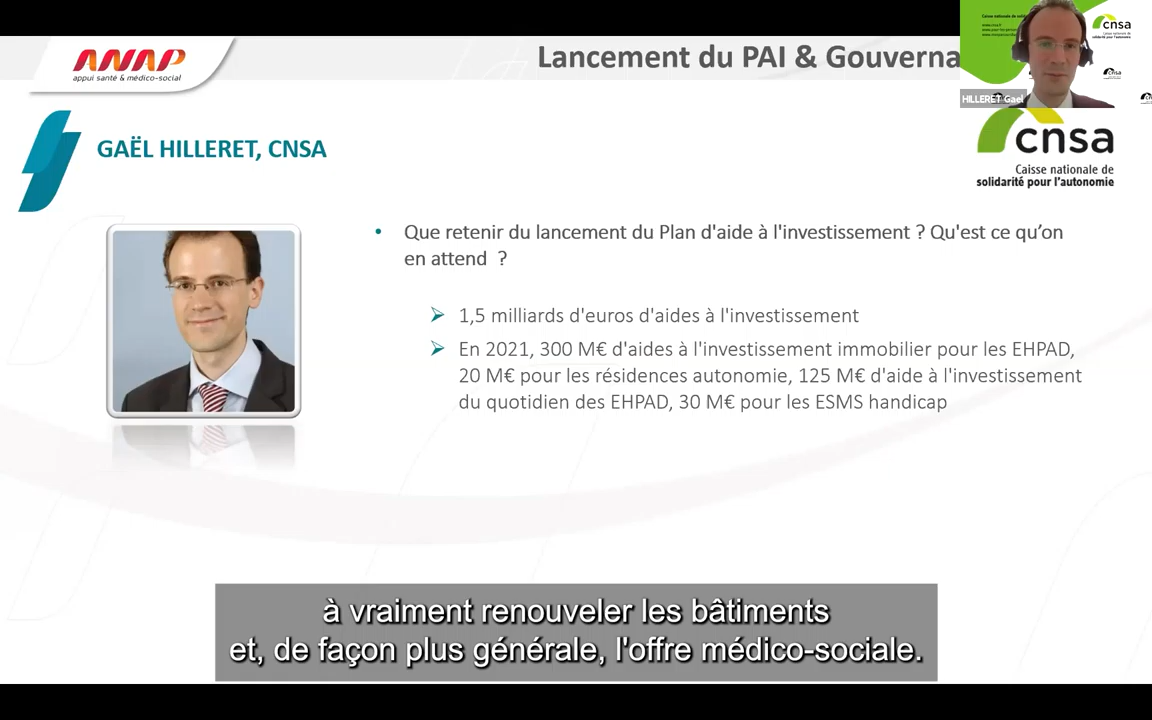 ANAP
appui santé & médico-social
Lancement du PAI & Gouverna
cnsa
HILLERET Gael
GAËL HILLERET, CNSA
cnsa
Caisse nationale de
solidarité pour l'autonomie
• Que retenir du lancement du Plan d'aide à l'investissement ? Qu'est ce qu’on
en attend ?
➢ 1,5 milliards d'euros d'aides à l'investissement
➢ En 2021, 300 M€ d'aides à l'investissement immobilier pour les EHPAD,
20 M€ pour les résidences autonomie, 125 M€ d'aide à l'investissement
du quotidien des EHPAD, 30 M€ pour les ESMS handicap
à vraiment renouveler les bâtiments
et, de façon plus générale, l'offre médico-sociale.